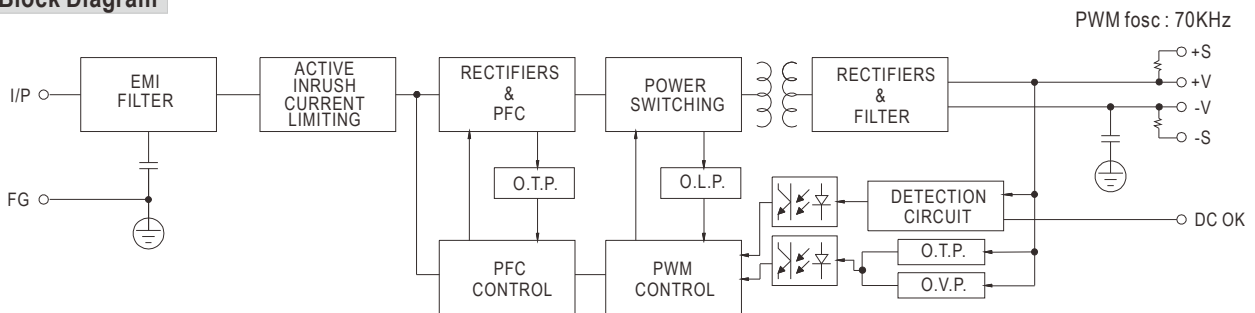 Block Diagram
PWM fosc : 70KHz
I/P
EMI
FILTER
ACTIVE
INRUSH
CURRENT
LIMITING
RECTIFIERS
&
PFC
POWER
SWITCHING
RECTIFIERS
&
FILTER
+S
+V
-V
-S
FG
O.T.P.
O.L.P.
DETECTION
CIRCUIT
DC OK
PFC
CONTROL
PWM
CONTROL
O.T.P.
O.V.P.